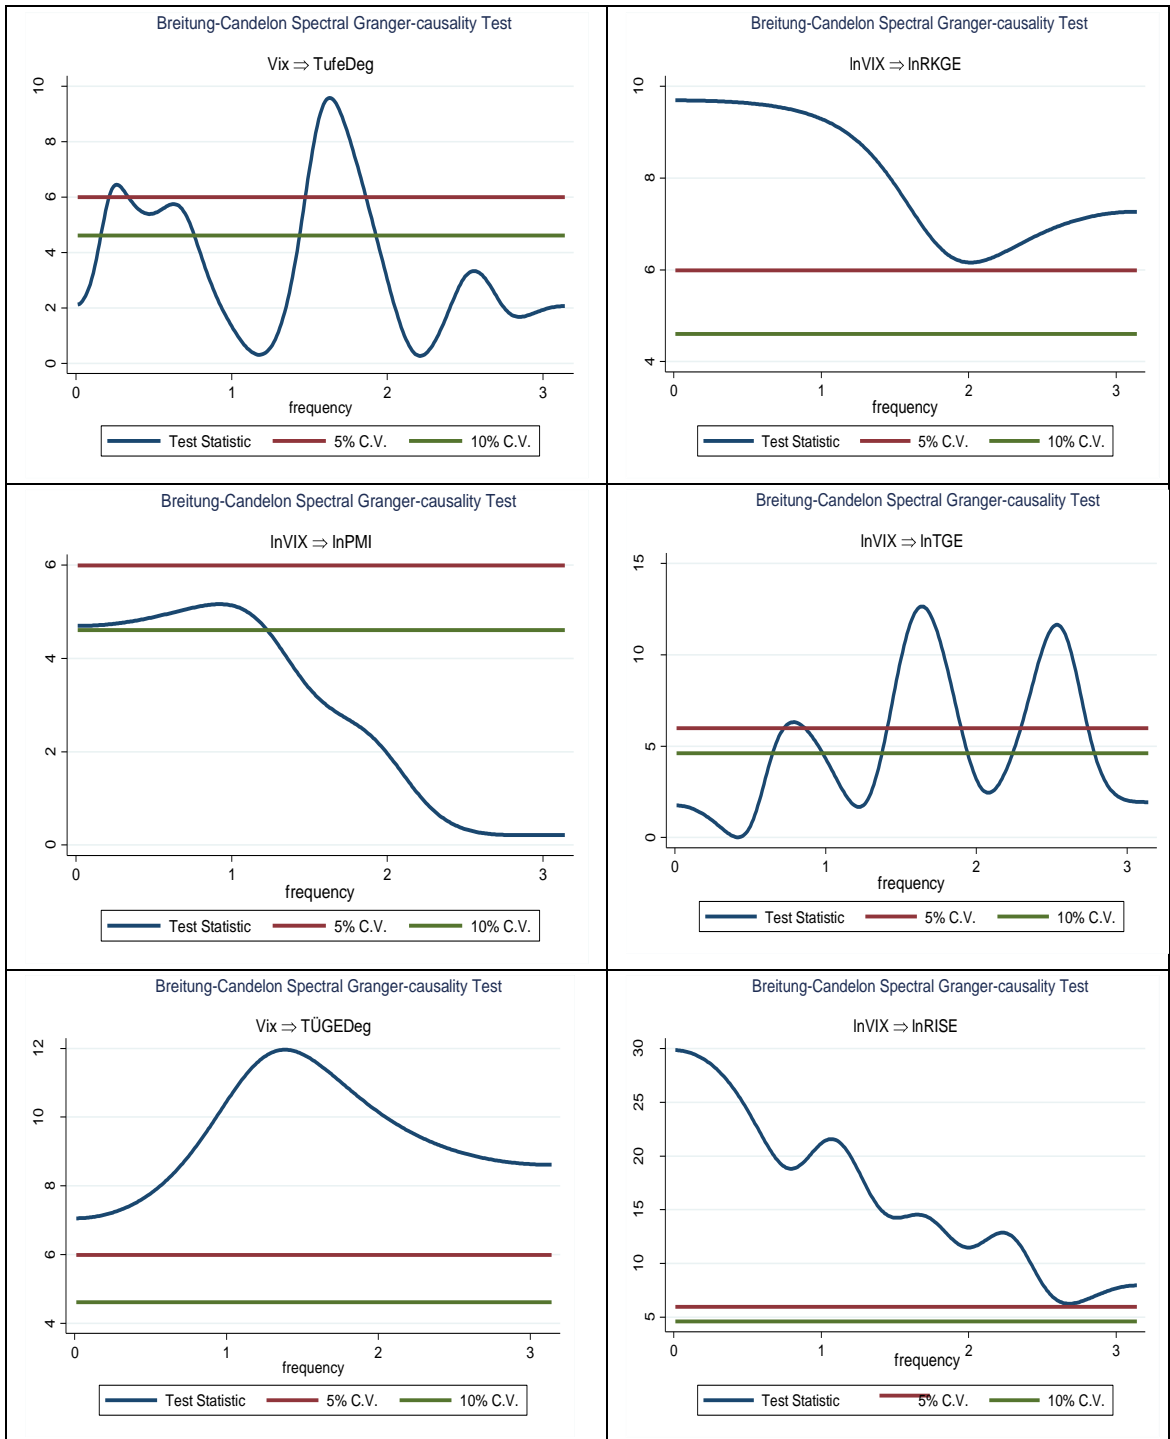 Breitung-Candelon Spectral Granger-causality Test
Vix ⇒ TufeDeg
10
8
6
4
2
0
0 1 2 3
frequency
Test Statistic 5% C.V. 10% C.V.
Breitung-Candelon Spectral Granger-causality Test
lnVIX ⇒ lnRKGE
10
8
6
4
0 1 2 3
frequency
Test Statistic 5% C.V. 10% C.V.
Breitung-Candelon Spectral Granger-causality Test
lnVIX ⇒ lnPMI
6
4
2
0
0 1 2 3
frequency
Test Statistic 5% C.V. 10% C.V.
Breitung-Candelon Spectral Granger-causality Test
lnVIX ⇒ lnTGE
15
10
5
0
0 1 2 3
frequency
Test Statistic 5% C.V. 10% C.V.
Breitung-Candelon Spectral Granger-causality Test
Vix ⇒ TÜGEDeg
12
10
8
6
4
0 1 2 3
frequency
Test Statistic 5% C.V. 10% C.V.
Breitung-Candelon Spectral Granger-causality Test
lnVIX ⇒ lnRISE
30
25
20
15
10
5
0 1 2 3
frequency
Test Statistic 5% C.V. 10% C.V.